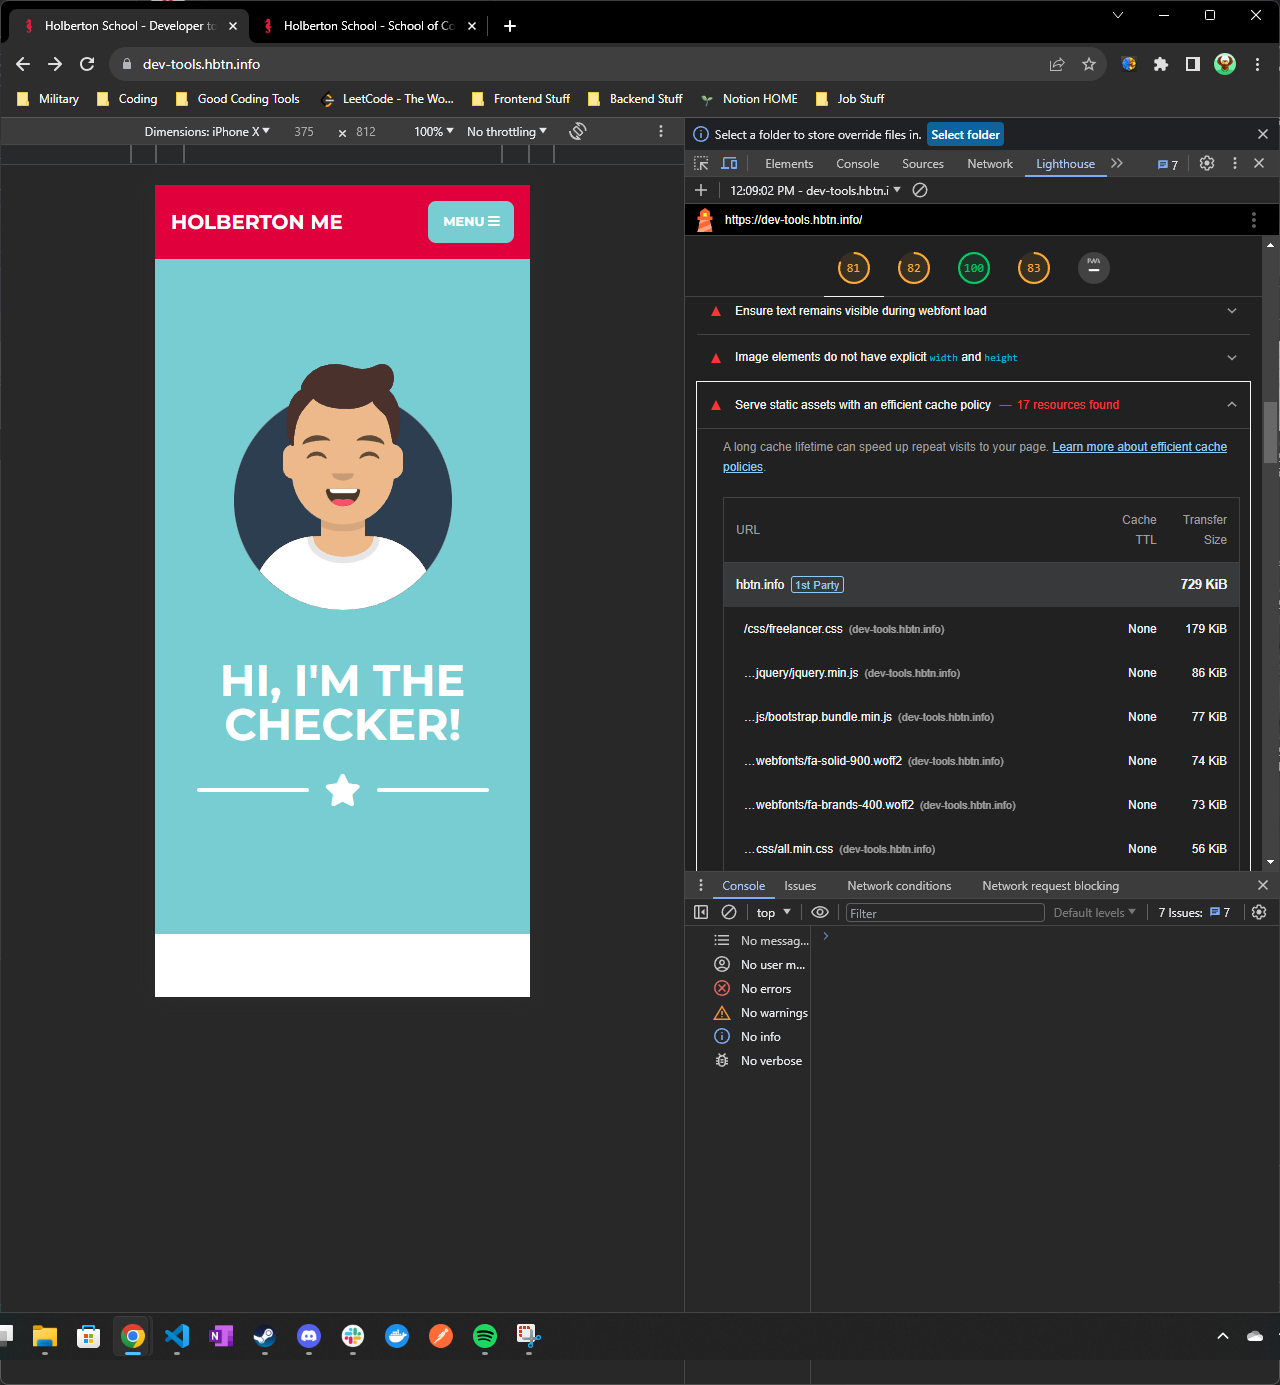 Holberton School - Developer to
Holberton School - School of Co
dev-tools.hbtn.info
Military
Coding
Good Coding Tools
LeetCode - The Wo...
Frontend Stuff
Backend Stuff
Notion HOME
Job Stuff
Dimensions: iPhone X
375
×
812
100%
No throttling
HOLBERTON ME
MENU
HI, I'M THE
CHECKER!
Select a folder to store override files in.
Select folder
Elements
Console
Sources
Network
Lighthouse
7
12:09:02 PM - dev-tools.hbtn.i
https://dev-tools.hbtn.info/
81
82
100
83
PWA
Ensure text remains visible during webfont load
Image elements do not have explicit width and height
Serve static assets with an efficient cache policy — 17 resources found
A long cache lifetime can speed up repeat visits to your page. Learn more about efficient cache
policies.
URL
Cache
TTL
Transfer
Size
hbtn.info 1st Party 729 KiB
/css/freelancer.css (dev-tools.hbtn.info) None 179 KiB
...jquery/jquery.min.js (dev-tools.hbtn.info) None 86 KiB
...js/bootstrap.bundle.min.js (dev-tools.hbtn.info) None 77 KiB
...webfonts/fa-solid-900.woff2 (dev-tools.hbtn.info) None 74 KiB
...webfonts/fa-brands-400.woff2 (dev-tools.hbtn.info) None 73 KiB
...css/all.min.css (dev-tools.hbtn.info) None 56 KiB
Console
Issues
Network conditions
Network request blocking
top
Filter
Default levels
7 Issues:
7
No messag...
No user m...
No errors
No warnings
No info
No verbose